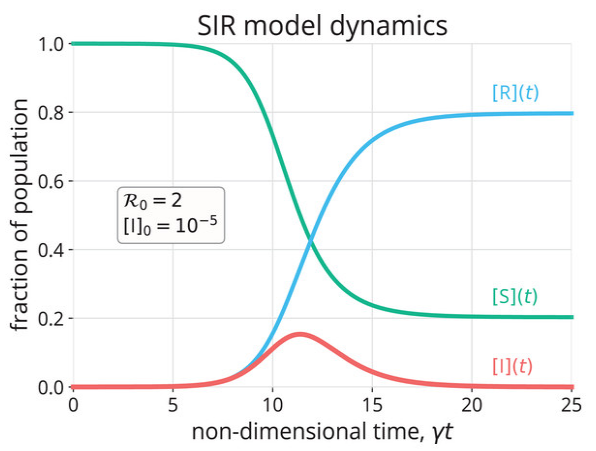 SIR model dynamics
fraction of population
1.0
0.8
0.6
0.4
0.2
0.0
[R](t)
ℛ₀ = 2
[I]₀ = 10⁻⁵
[S](t)
[I](t)
0 5 10 15 20 25
non-dimensional time, γt